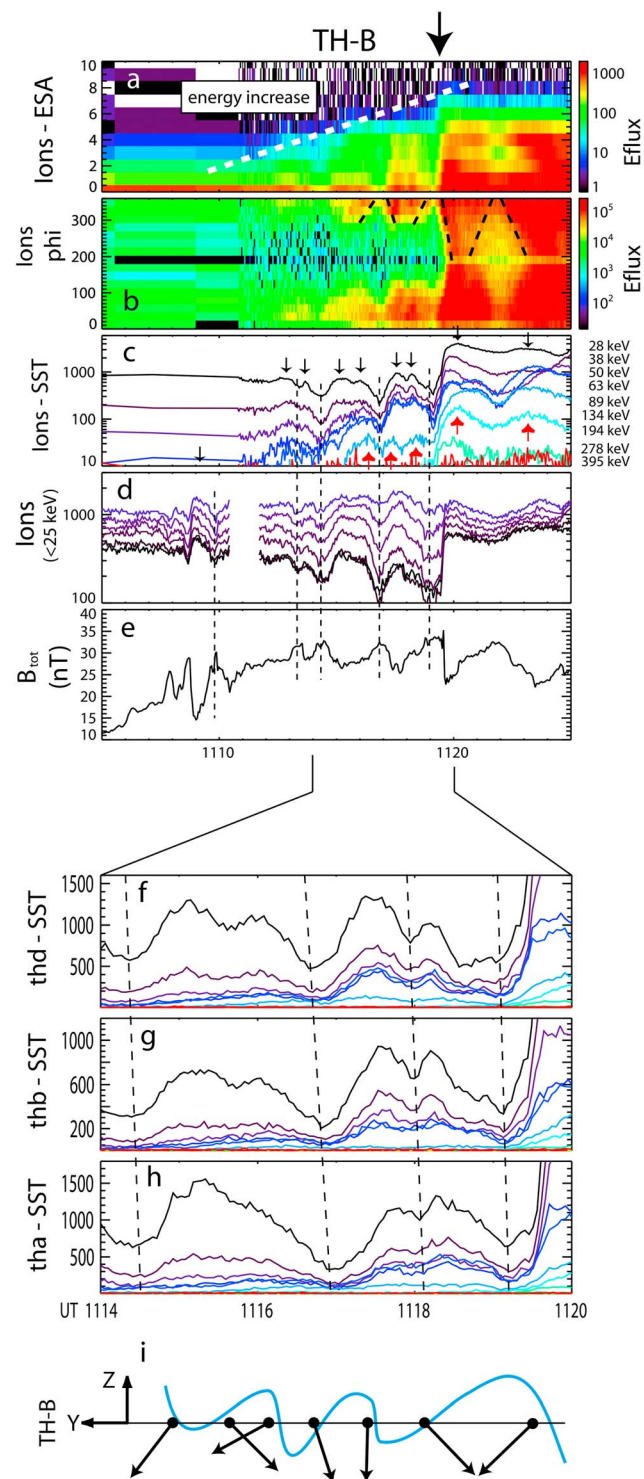 TH-B
a
energy increase
Ions - ESA
10
8
6
4
2
0
1000
100
10
1
Eflux
b
Ions
phi
300
200
100
0
10^5
10^4
10^3
10^2
Eflux
c
Ions - SST
1000
100
10
28 keV
38 keV
50 keV
63 keV
89 keV
134 keV
194 keV
278 keV
395 keV
d
Ions
(<25 keV)
1000
100
e
B_tot
(nT)
40
35
30
25
20
15
10
1110
1120
f
thd - SST
1500
1000
500
g
thb - SST
1000
600
200
h
tha - SST
1500
1000
500
UT 1114
1116
1118
1120
i
TH-B
Z
Y